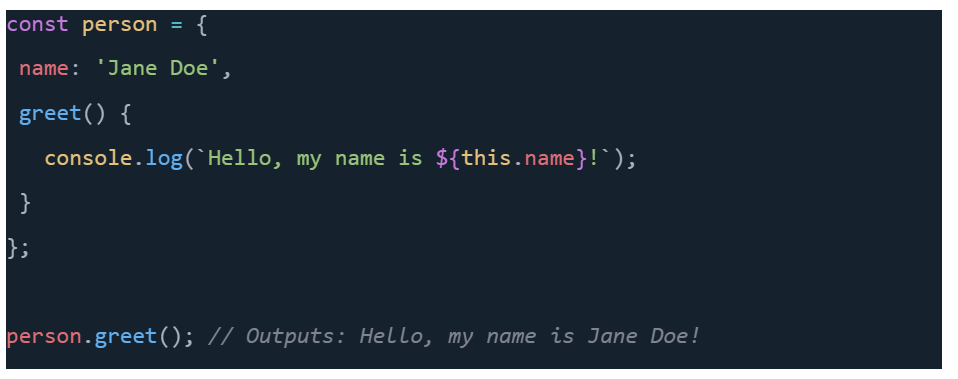 const person = {
 name: 'Jane Doe',
 greet() {
   console.log(`Hello, my name is ${this.name}!`);
 }
};
person.greet(); // Outputs: Hello, my name is Jane Doe!